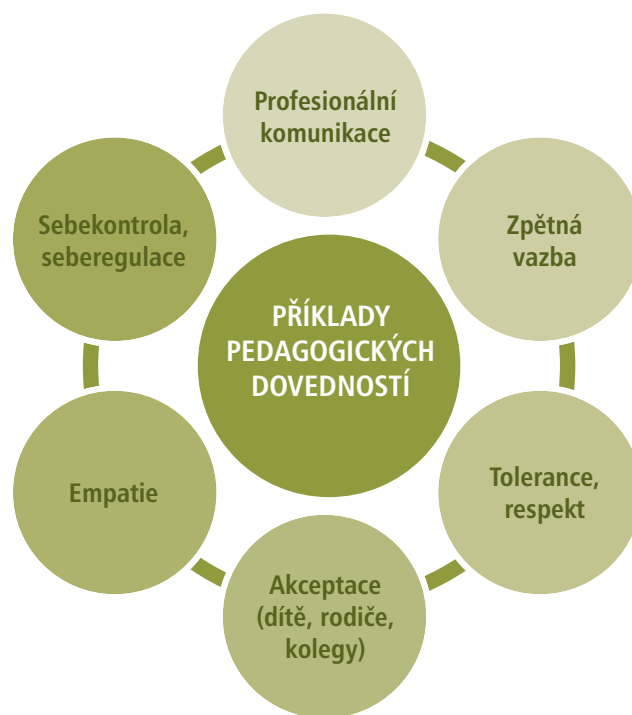 Profesionální
komunikace
Zpětná
vazba
Tolerance,
respekt
Akceptace
(dítě, rodiče,
kolegy)
Empatie
Sebekontrola,
seberegulace
PŘÍKLADY
PEDAGOGICKÝCH
DOVEDNOSTÍ